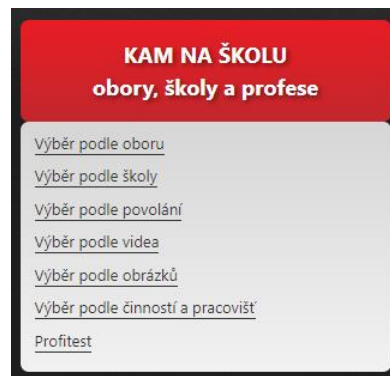 KAM NA ŠKOLU
obory, školy a profese
Výběr podle oboru
Výběr podle školy
Výběr podle povolání
Výběr podle videa
Výběr podle obrázků
Výběr podle činností a pracovišť
Profitest